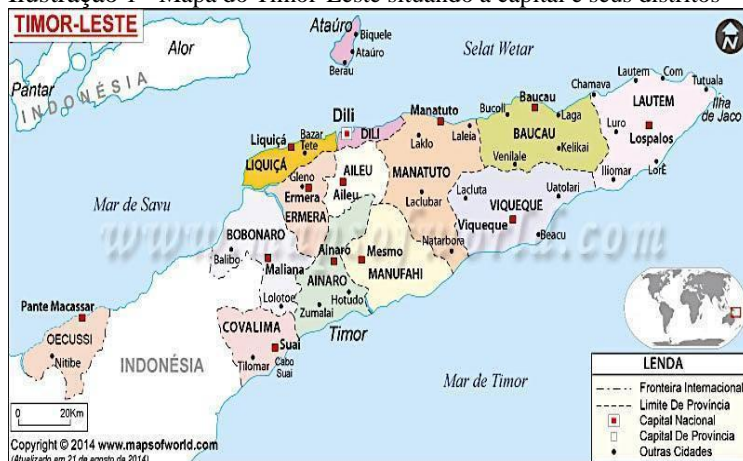 Ilustração 1 - Mapa do Timor-Leste situando a capital e seus distritos
TIMOR-LESTE
Ataúro
Biquele
Ataúro
Berau
Selat Wetar
N
Alor
Pantar
INDONÉSIA
Lautem
Com
Tutuala
Chamava
Ilha
de Jaco
LAUTEM
Luro
Lospalos
Iliomar
LorÊ
Baucau
Bucoli
Laga
BAUCAU
Kelikai
Venilale
Manatuto
Laleia
Laklo
MANATUTO
Laclubar
Natarbora
Dili
DILI
Liquiçá
Bazar
Tete
LIQUIÇÁ
AILEU
Aileu
Gleno
Ermera
ERMERA
Lacluta
Uatolari
VIQUEQUE
Viqueque
Beacu
Mar de Savu
www.mapsofworld.com
BOBONARO
Balibo
Maliana
Lolotoe
Ainaró
AINARO
Hotudo
Zumalai
Mesmo
MANUFAHI
Pante Macassar
OECUSSI
Nitibe
COVALIMA
Suai
Tilomar
Cabo
Suai
Timor
INDONÉSIA
Mar de Timor
LENDA
Fronteira Internacional
Limite De Província
Capital Nacional
Capital De Província
Outras Cidades
0 20Km
Copyright © 2014 www.mapsofworld.com
(Atualizado em 21 de agosto de 2014)